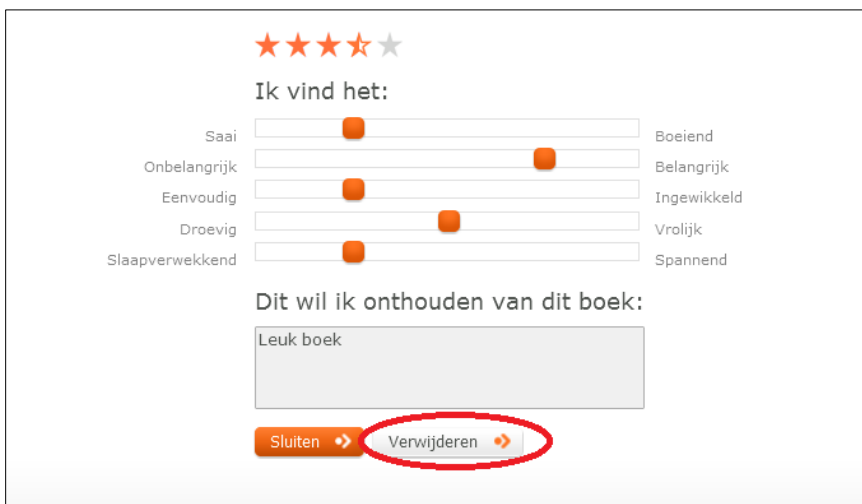 Ik vind het:
Saai Boeiend
Onbelangrijk Belangrijk
Eenvoudig Ingewikkeld
Droevig Vrolijk
Slaapverwekkend Spannend
Dit wil ik onthouden van dit boek:
Leuk boek
Sluiten Verwijderen